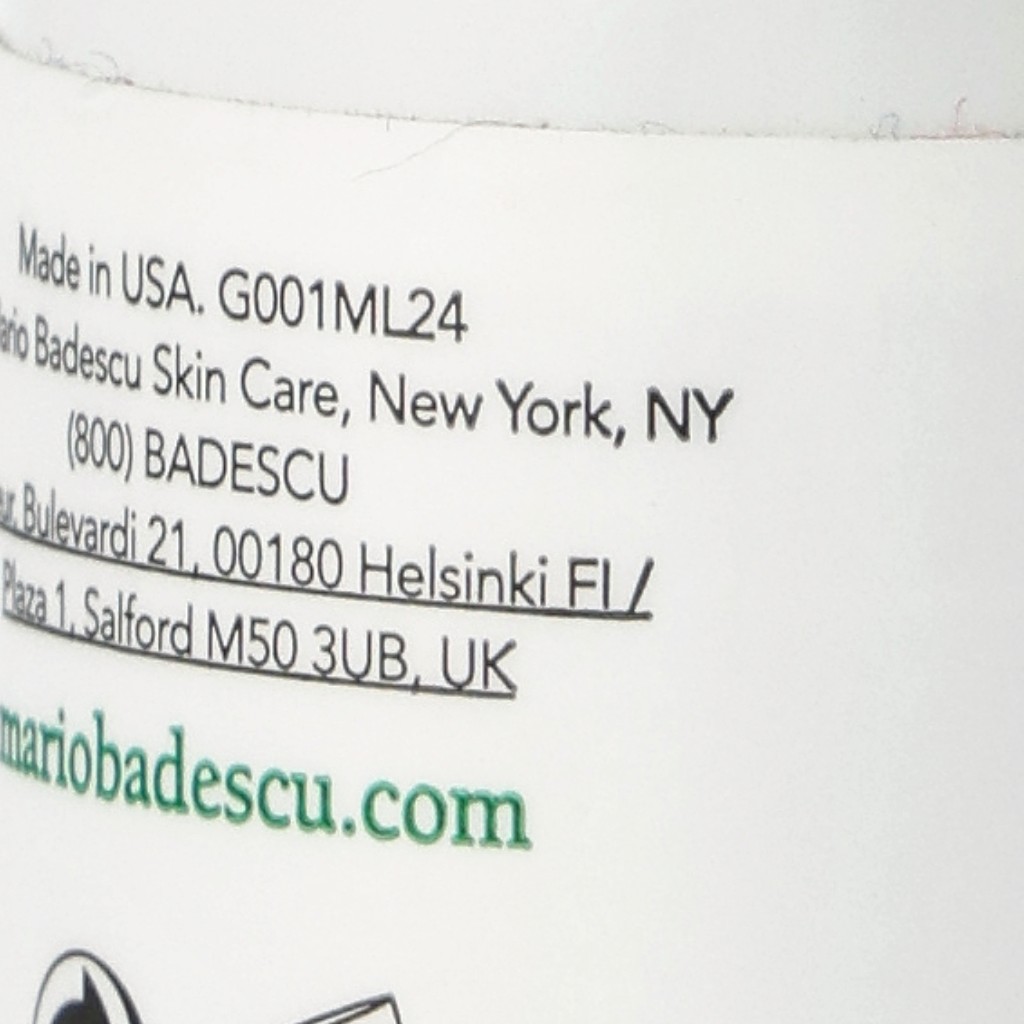 Made in USA. G001ML24
Badescu Skin Care, New York, NY
(800) BADESCU
Bulevardi 21, 00180 Helsinki FI /
Plaza 1, Salford M50 3UB, UK
mariobadescu.com